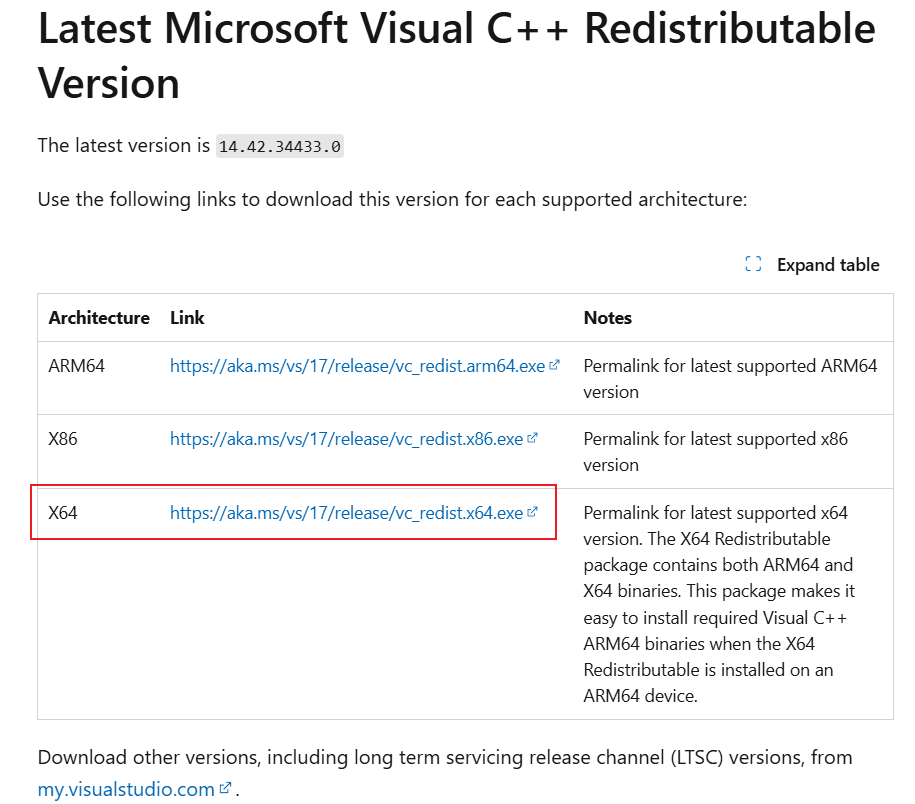 Latest Microsoft Visual C++ Redistributable
Version
The latest version is 14.42.34433.0
Use the following links to download this version for each supported architecture:
Expand table
Architecture Link Notes
ARM64 https://aka.ms/vs/17/release/vc_redist.arm64.exe Permalink for latest supported ARM64
version
X86 https://aka.ms/vs/17/release/vc_redist.x86.exe Permalink for latest supported x86
version
X64 https://aka.ms/vs/17/release/vc_redist.x64.exe Permalink for latest supported x64
version. The X64 Redistributable
package contains both ARM64 and
X64 binaries. This package makes it
easy to install required Visual C++
ARM64 binaries when the X64
Redistributable is installed on an
ARM64 device.
Download other versions, including long term servicing release channel (LTSC) versions, from
my.visualstudio.com.